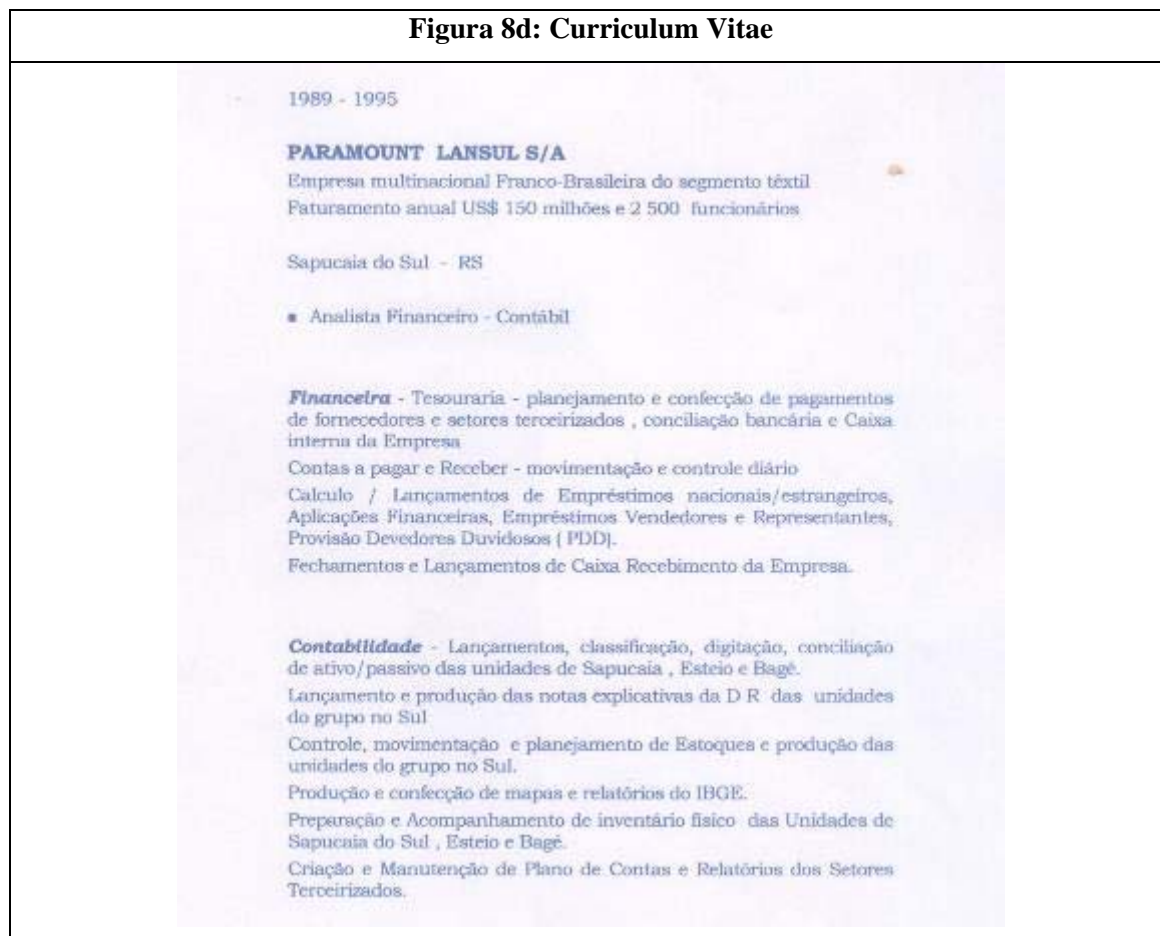 Figura 8d: Curriculum Vitae
1989 - 1995
PARAMOUNT LANSUL S/A
Empresa multinacional Franco-Brasileira do segmento têxtil
Faturamento anual US$ 150 milhões e 2 500 funcionários
Sapucaia do Sul - RS
▪ Analista Financeiro - Contábil
Financeira - Tesouraria - planejamento e confecção de pagamentos
de fornecedores e setores terceirizados , conciliação bancária e Caixa
interna da Empresa
Contas a pagar e Receber - movimentação e controle diário
Calculo / Lançamentos de Empréstimos nacionais/estrangeiros,
Aplicações Financeiras, Empréstimos Vendedores e Representantes,
Provisão Devedores Duvidosos ( PDD).
Fechamentos e Lançamentos de Caixa Recebimento da Empresa.
Contabilidade - Lançamentos, classificação, digitação, conciliação
de ativo/passivo das unidades de Sapucaia , Esteio e Bagé.
Lançamento e produção das notas explicativas da D R das unidades
do grupo no Sul
Controle, movimentação e planejamento de Estoques e produção das
unidades do grupo no Sul.
Produção e confecção de mapas e relatórios do IBGE.
Preparação e Acompanhamento de inventário físico das Unidades de
Sapucaia do Sul , Esteio e Bagé.
Criação e Manutenção de Plano de Contas e Relatórios dos Setores
Terceirizados.